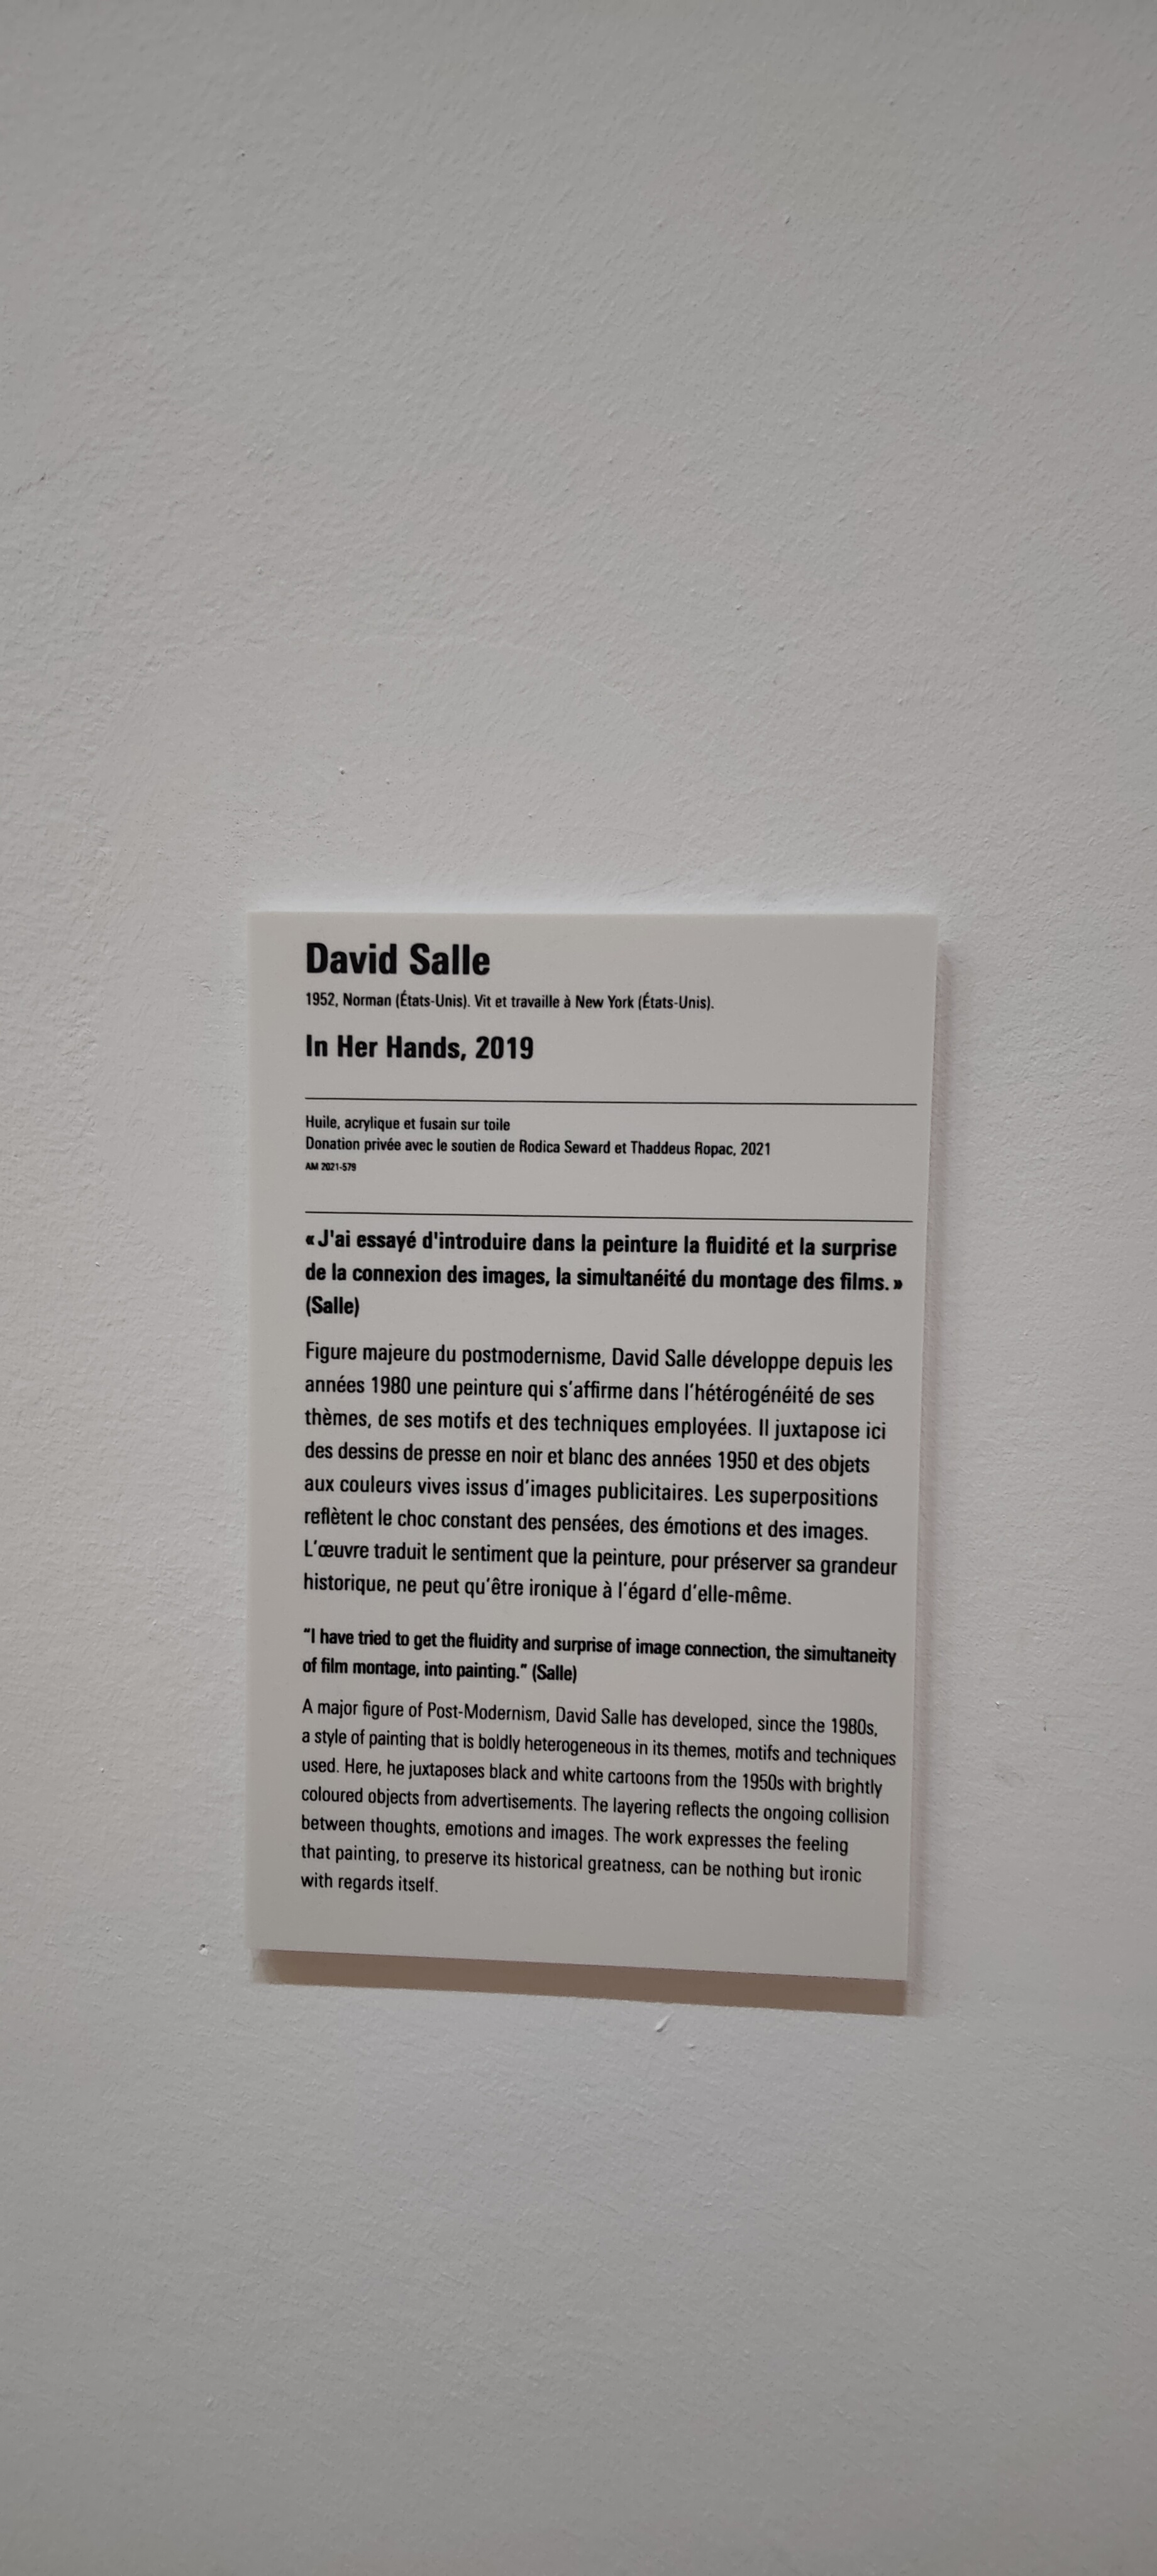 David Salle
1952, Norman (États-Unis). Vit et travaille à New York (États-Unis).
In Her Hands, 2019
Huile, acrylique et fusain sur toile
Donation privée avec le soutien de Rodica Seward et Thaddeus Ropac, 2021
AM 2021-579
« J'ai essayé d'introduire dans la peinture la fluidité et la surprise
de la connexion des images, la simultanéité du montage des films. »
(Salle)
Figure majeure du postmodernisme, David Salle développe depuis les
années 1980 une peinture qui s'affirme dans l'hétérogénéité de ses
thèmes, de ses motifs et des techniques employées. Il juxtapose ici
des dessins de presse en noir et blanc des années 1950 et des objets
aux couleurs vives issus d'images publicitaires. Les superpositions
reflètent le choc constant des pensées, des émotions et des images.
L'œuvre traduit le sentiment que la peinture, pour préserver sa grandeur
historique, ne peut qu'être ironique à l'égard d'elle-même.
"I have tried to get the fluidity and surprise of image connection, the simultaneity
of film montage, into painting." (Salle)
A major figure of Post-Modernism, David Salle has developed, since the 1980s,
a style of painting that is boldly heterogeneous in its themes, motifs and techniques
used. Here, he juxtaposes black and white cartoons from the 1950s with brightly
coloured objects from advertisements. The layering reflects the ongoing collision
between thoughts, emotions and images. The work expresses the feeling
that painting, to preserve its historical greatness, can be nothing but ironic
with regards itself.